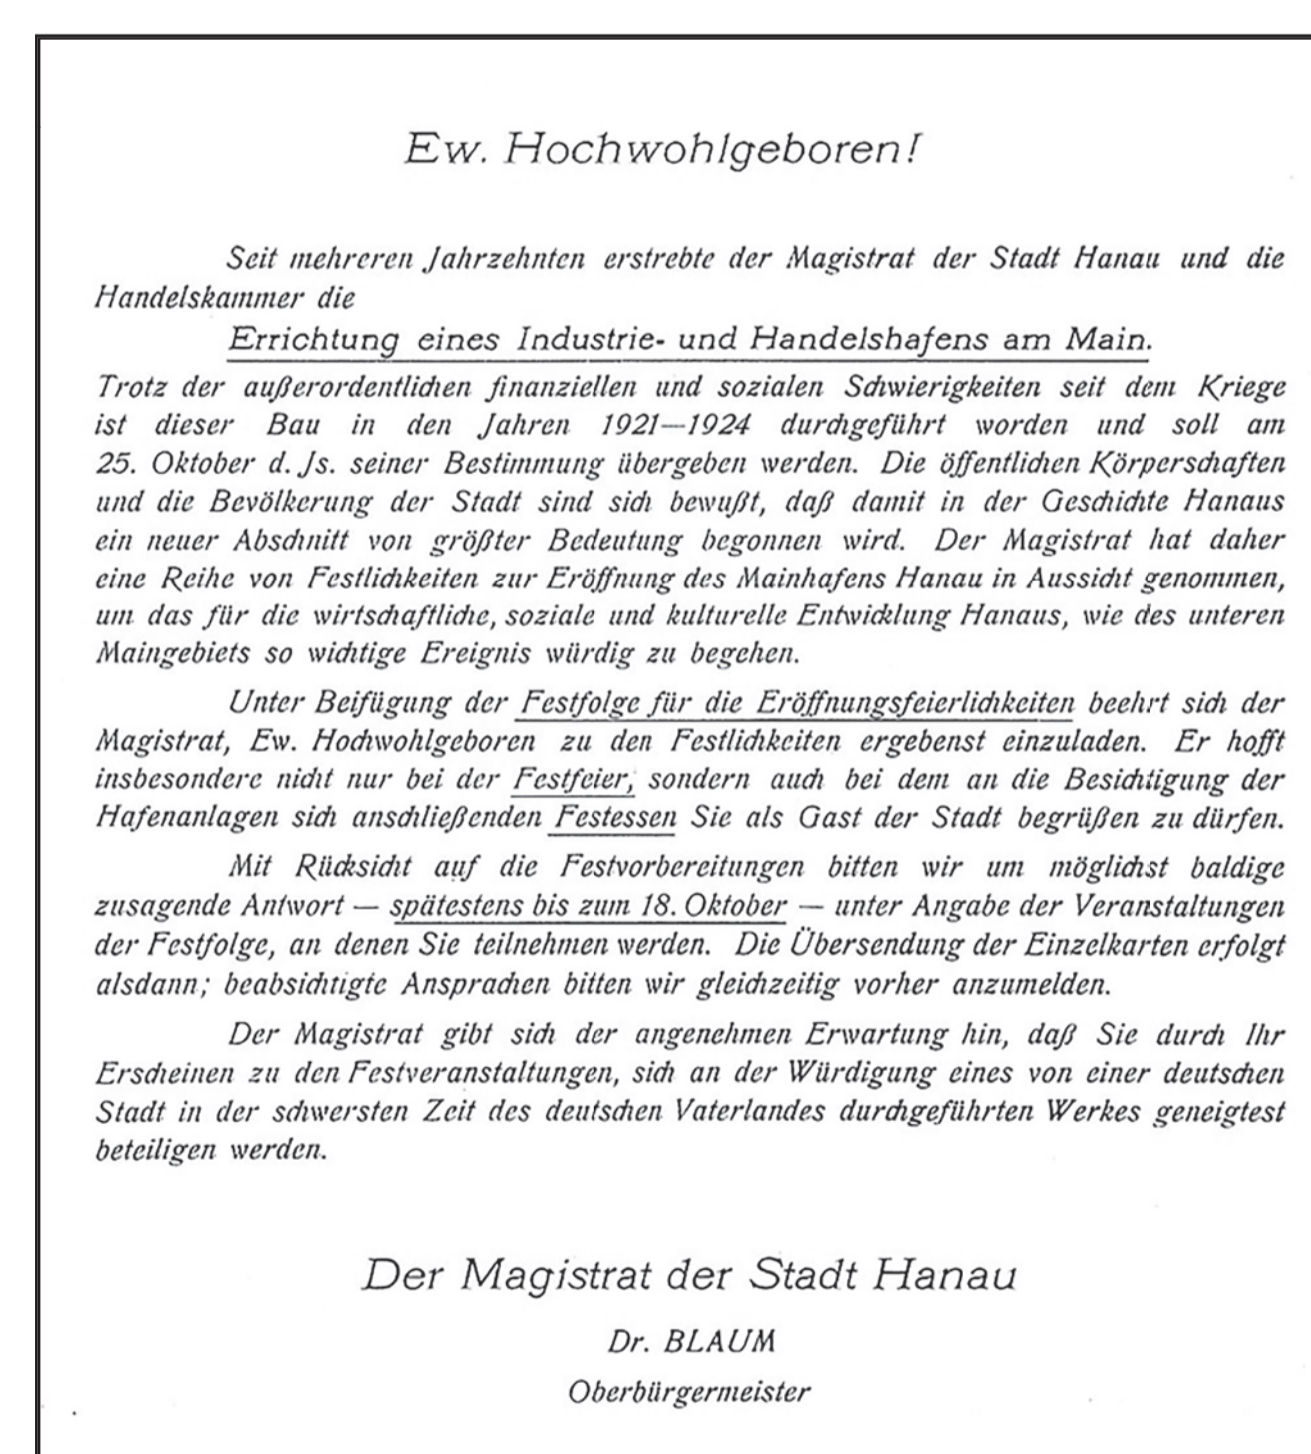 Ew. Hochwohlgeboren!
Seit mehreren Jahrzehnten erstrebte der Magistrat der Stadt Hanau und die
Handelskammer die
Errichtung eines Industrie- und Handelshafens am Main.
Trotz der außerordentlichen finanziellen und sozialen Schwierigkeiten seit dem Kriege
ist dieser Bau in den Jahren 1921—1924 durchgeführt worden und soll am
25. Oktober d. Js. seiner Bestimmung übergeben werden. Die öffentlichen Körperschaften
und die Bevölkerung der Stadt sind sich bewußt, daß damit in der Geschichte Hanaus
ein neuer Abschnitt von größter Bedeutung begonnen wird. Der Magistrat hat daher
eine Reihe von Festlichkeiten zur Eröffnung des Mainhafens Hanau in Aussicht genommen,
um das für die wirtschaftliche, soziale und kulturelle Entwicklung Hanaus, wie des unteren
Maingebiets so wichtige Ereignis würdig zu begehen.
Unter Beifügung der Festfolge für die Eröffnungsfeierlichkeiten beehrt sich der
Magistrat, Ew. Hochwohlgeboren zu den Festlichkeiten ergebenst einzuladen. Er hofft
insbesondere nicht nur bei der Festfeier, sondern auch bei dem an die Besichtigung der
Hafenanlagen sich anschließenden Festessen Sie als Gast der Stadt begrüßen zu dürfen.
Mit Rücksicht auf die Festvorbereitungen bitten wir um möglichst baldige
zusagende Antwort — spätestens bis zum 18. Oktober — unter Angabe der Veranstaltungen
der Festfolge, an denen Sie teilnehmen werden. Die Übersendung der Einzelkarten erfolgt
alsdann; beabsichtigte Ansprachen bitten wir gleichzeitig vorher anzumelden.
Der Magistrat gibt sich der angenehmen Erwartung hin, daß Sie durch Ihr
Erscheinen zu den Festveranstaltungen, sich an der Würdigung eines von einer deutschen
Stadt in der schwersten Zeit des deutschen Vaterlandes durchgeführten Werkes geneigtest
beteiligen werden.
Der Magistrat der Stadt Hanau
Dr. BLAUM
Oberbürgermeister